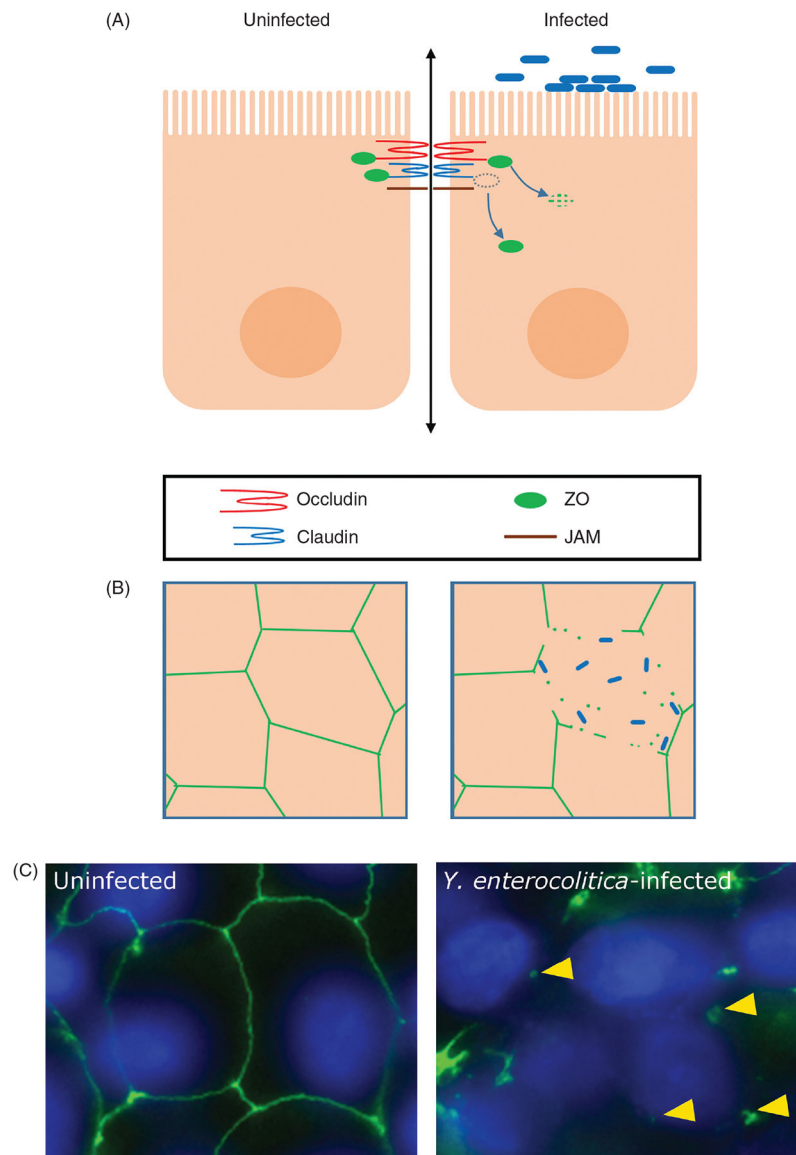 (A)
Uninfected Infected
Occludin ZO
Claudin JAM
(B)
(C)
Uninfected Y. enterocolitica-infected